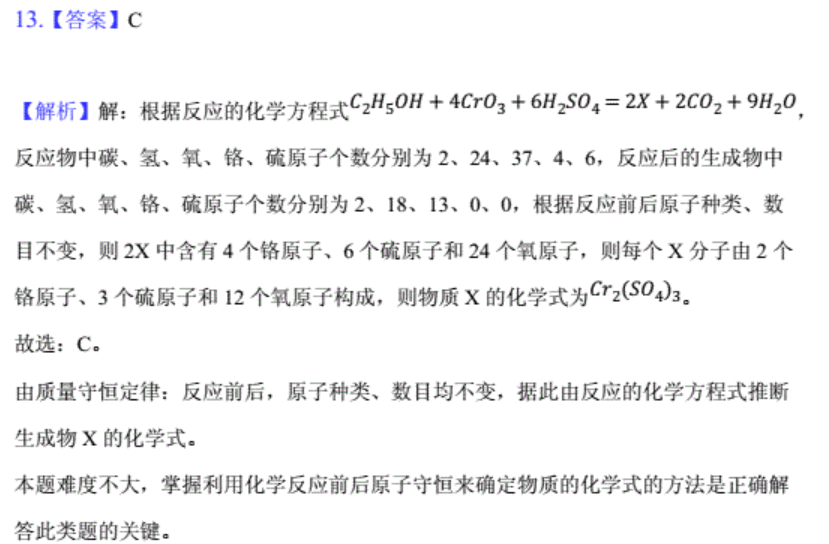 13.【答案】C
【解析】解：根据反应的化学方程式C₂H₅OH + 4CrO₃ + 6H₂SO₄ = 2X + 2CO₂ + 9H₂O，
反应物中碳、氢、氧、铬、硫原子个数分别为 2、24、37、4、6，反应后的生成物中
碳、氢、氧、铬、硫原子个数分别为 2、18、13、0、0，根据反应前后原子种类、数
目不变，则 2X 中含有 4 个铬原子、6 个硫原子和 24 个氧原子，则每个 X 分子由 2 个
铬原子、3 个硫原子和 12 个氧原子构成，则物质 X 的化学式为Cr₂(SO₄)₃。
故选：C。
由质量守恒定律：反应前后，原子种类、数目均不变，据此由反应的化学方程式推断
生成物 X 的化学式。
本题难度不大，掌握利用化学反应前后原子守恒来确定物质的化学式的方法是正确解
答此类题的关键。